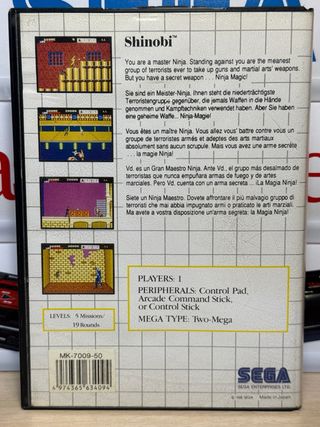 Shinobi™
You are a master Ninja. Standing against you are the meanest
group of terrorists ever to take up guns and martial arts' weapons.
But you have a secret weapon . . . Ninja Magic!
Sie sind ein Meister-Ninja. Ihnen steht die niederträchtigste
Terroristengruppe gegenüber, die jemals Waffen in die Hände
genommen und Kampftechniken verwendet haben. Aber Sie haben
eine geheime Waffe... Ninja-Magie!
Vous êtes un maître Ninja. Vous allez vous battre contre vous un
groupe de terroristes armés et adeptes des arts martiaux
absolument sans aucun scrupule. Mais vous avez une arme secrète
. . . la magie Ninja!
Vd. es un Gran Maestro Ninja. Ante Vd., el grupo más desalmado de
terroristas que nunca empuñara armas de fuego y de artes
marciales. Pero Vd. cuenta con un arma secreta . . . ¡La magia Ninja!
Siete un Ninja Maestro. Dovete affrontare il più malvagio gruppo di
terroristi che mai abbia impugnato armi o praticato le arti marziali.
Ma avete a vostra disposizione un'arma segreta: la magia Ninja!
PLAYERS: 1
PERIPHERALS: Control Pad,
Arcade Command Stick,
or Control Stick
MEGA TYPE: Two-Mega
LEVELS: 5 Missions/
19 Rounds
MK-7009-50
4 974365 634094
SEGA
SEGA ENTERPRISES LTD.
Made in Japan